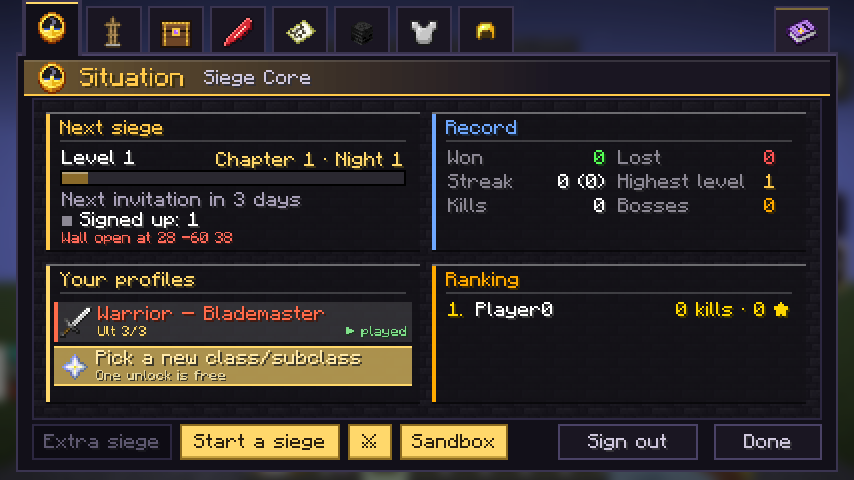 Situation Siege Core
Next siege
Level 1 Chapter 1 · Night 1
Next invitation in 3 days
Signed up: 1
Wall open at 28 -60 38
Record
Won 0 Lost 0
Streak 0 (0) Highest level 1
Kills 0 Bosses 0
Your profiles
Warrior – Blademaster
Ult 3/3 ▶ played
Pick a new class/subclass
One unlock is free
Ranking
1. Player0 0 kills · 0 ★
Extra siege Start a siege ⚔ Sandbox Sign out Done